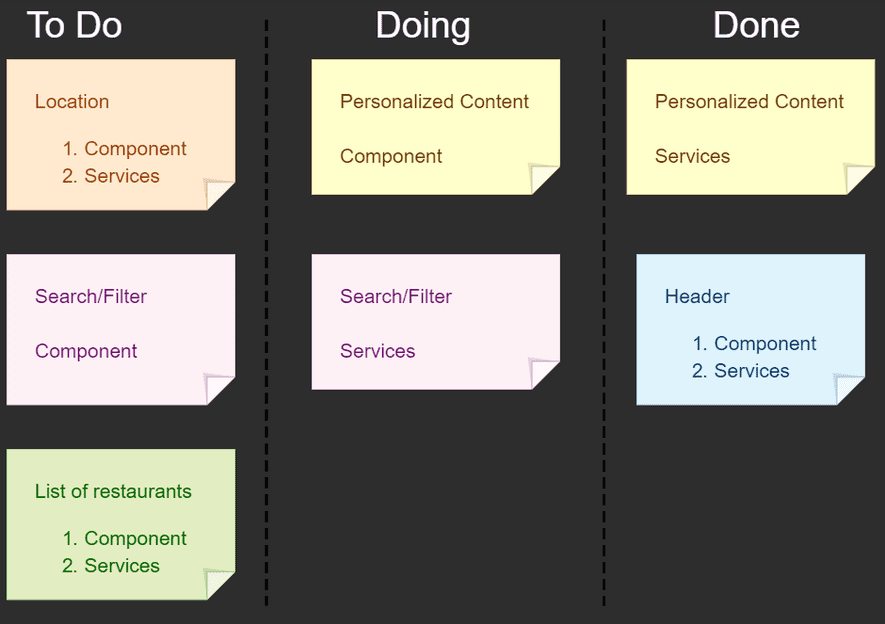 To Do
Location
1. Component
2. Services
Search/Filter
Component
List of restaurants
1. Component
2. Services
Doing
Personalized Content
Component
Search/Filter
Services
Done
Personalized Content
Services
Header
1. Component
2. Services